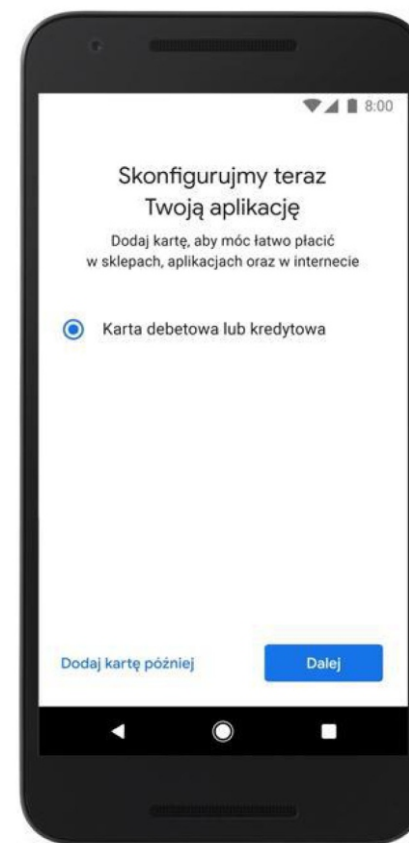 8:00
Skonfigurujmy teraz
Twoją aplikację
Dodaj kartę, aby móc łatwo płacić
w sklepach, aplikacjach oraz w internecie
Karta debetowa lub kredytowa
Dodaj kartę później
Dalej